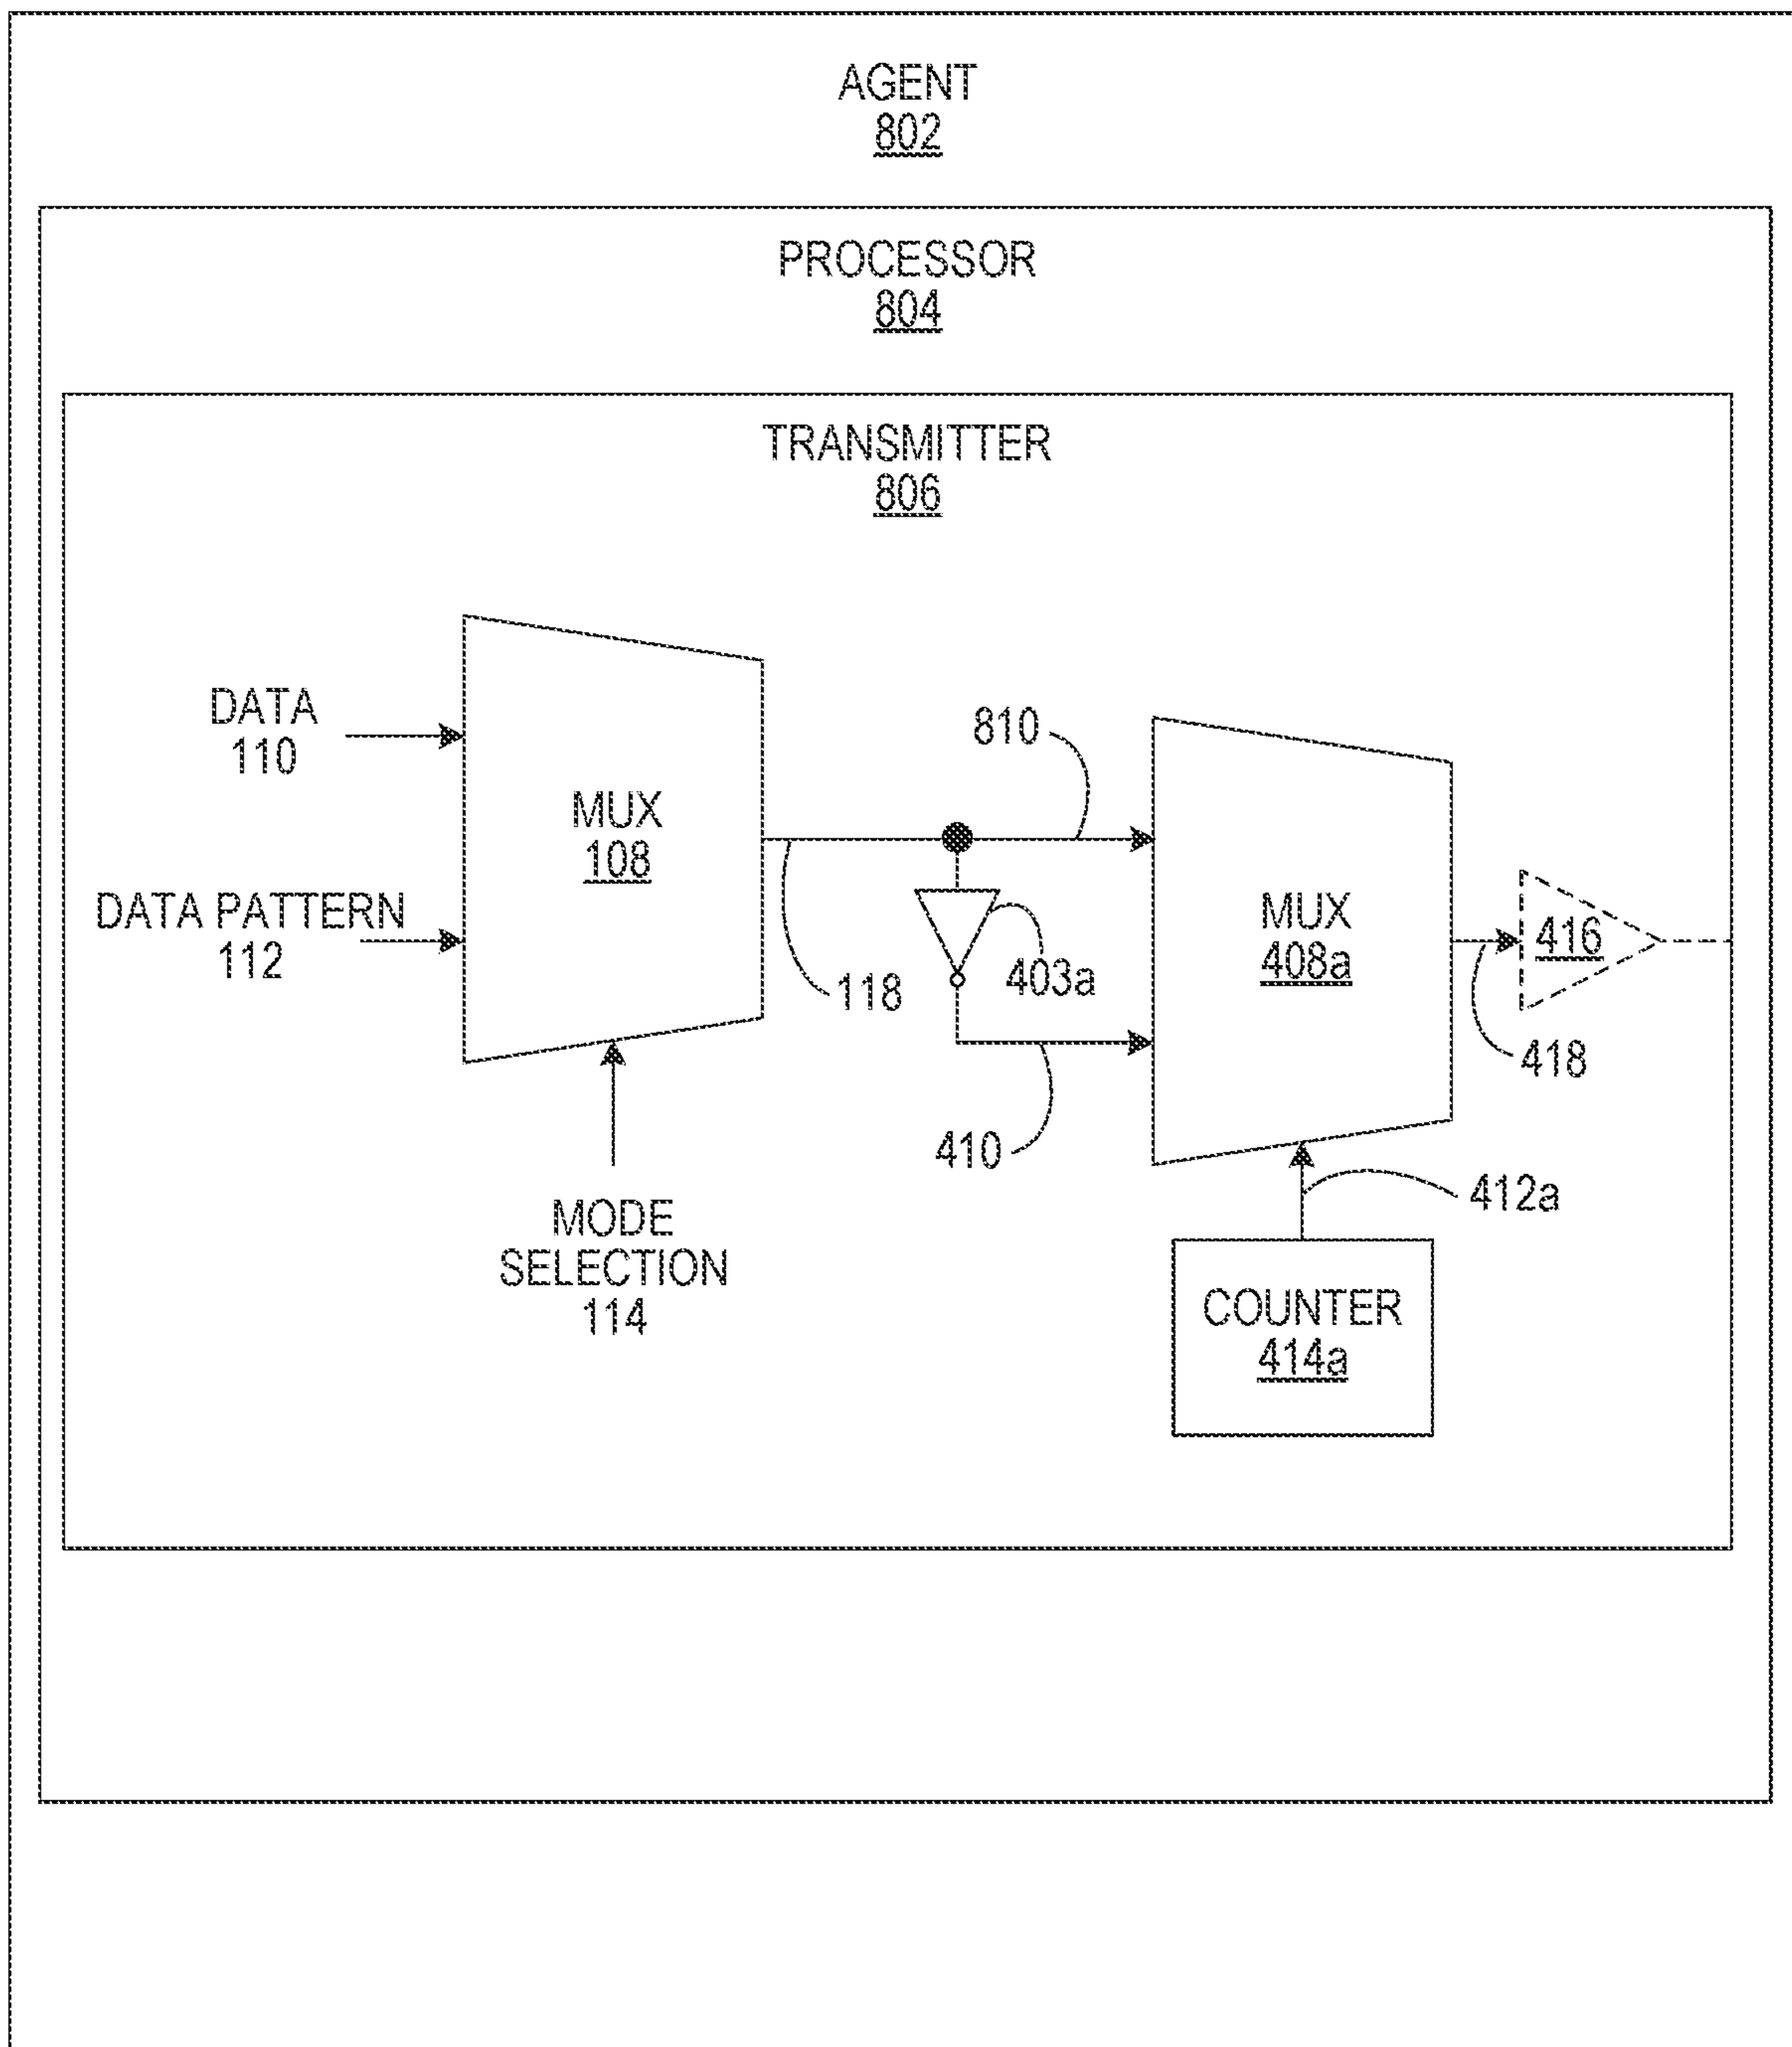 AGENT
802
PROCESSOR
804
TRANSMITTER
806
DATA
110
DATA PATTERN
112
MUX
108
MODE
SELECTION
114
118
810
403a
410
MUX
408a
412a
COUNTER
414a
416
418